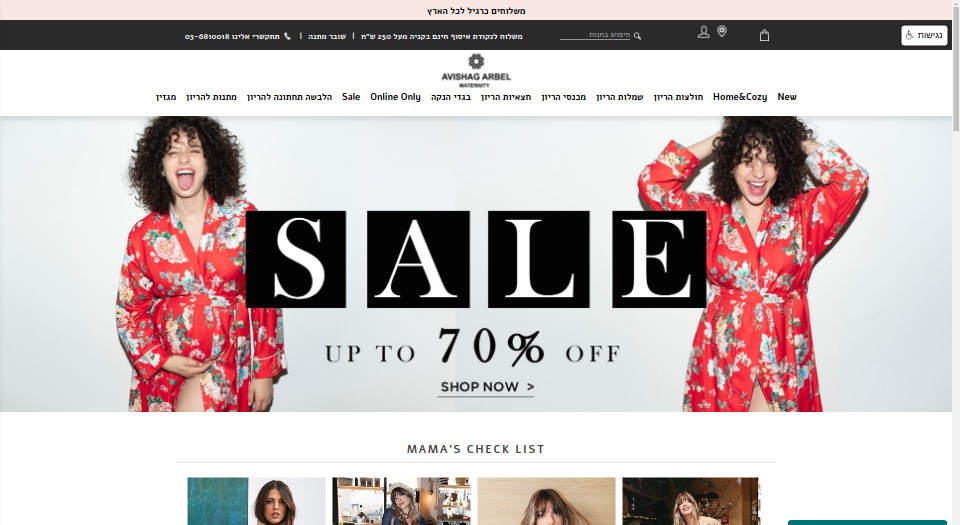 משלוחים כרגיל לכל הארץ
משלוח לנקודת איסוף חינם בקניה מעל 250 ש"ח | שובר מתנה | תתקשרי אלינו 03-6810018
חיפוש בחנות
נגישות
AVISHAG ARBEL
MATERNITY
New Home&Cozy חולצות הריון שמלות הריון מכנסי הריון חצאיות הריון בגדי הנקה Online Only Sale הלבשה תחתונה להריון מתנות להריון מגזין
SALE
UP TO 70% OFF
SHOP NOW >
MAMA'S CHECK LIST